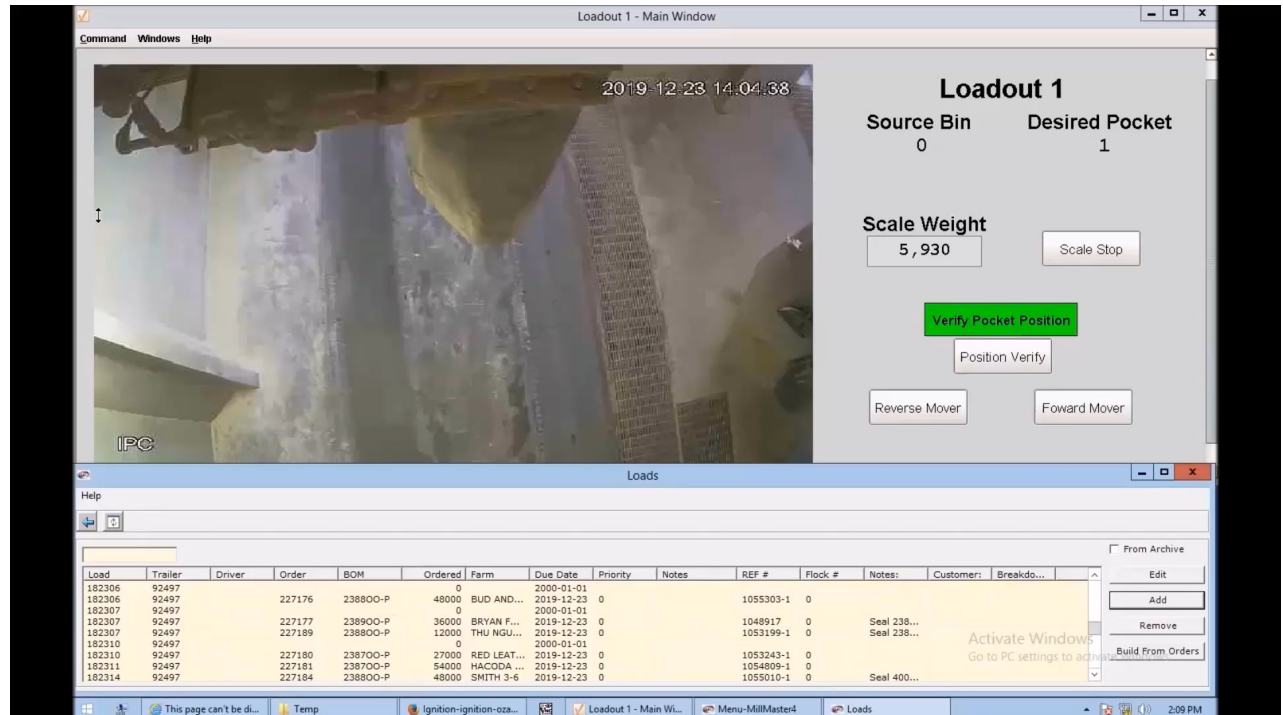 Loadout 1 - Main Window
Command Windows Help
2019-12-23 14:04:38
IPC
Loadout 1
Source Bin Desired Pocket
0 1
Scale Weight
5,930 Scale Stop
Verify Pocket Position
Position Verify
Reverse Mover Foward Mover
Loads
Help
From Archive
Load Trailer Driver Order BOM Ordered Farm Due Date Priority Notes REF # Flock # Notes: Customer: Breakdo... Edit
182306 92497 0 2000-01-01
182306 92497 227176 238800-P 48000 BUD AND... 2019-12-23 0 1055303-1 0 Add
182307 92497 0 2000-01-01
182307 92497 227177 238900-P 36000 BRYAN F... 2019-12-23 0 1048917 0 Seal 238... Remove
182307 92497 227189 238800-P 12000 THU NGU... 2019-12-23 0 1053199-1 0 Seal 238...
182310 92497 0 2000-01-01
182310 92497 227180 238700-P 27000 RED LEAT... 2019-12-23 0 1053243-1 0 Build From Orders
182311 92497 227181 238700-P 54000 HACODA ... 2019-12-23 0 1054809-1 0
182314 92497 227184 238800-P 48000 SMITH 3-6 2019-12-23 0 1055010-1 0 Seal 400...
Activate Windows
Go to PC settings to
This page can't be di... Temp Ignition-ignition-oza... Loadout 1 - Main Wi... Menu-MillMaster4 Loads 2:09 PM